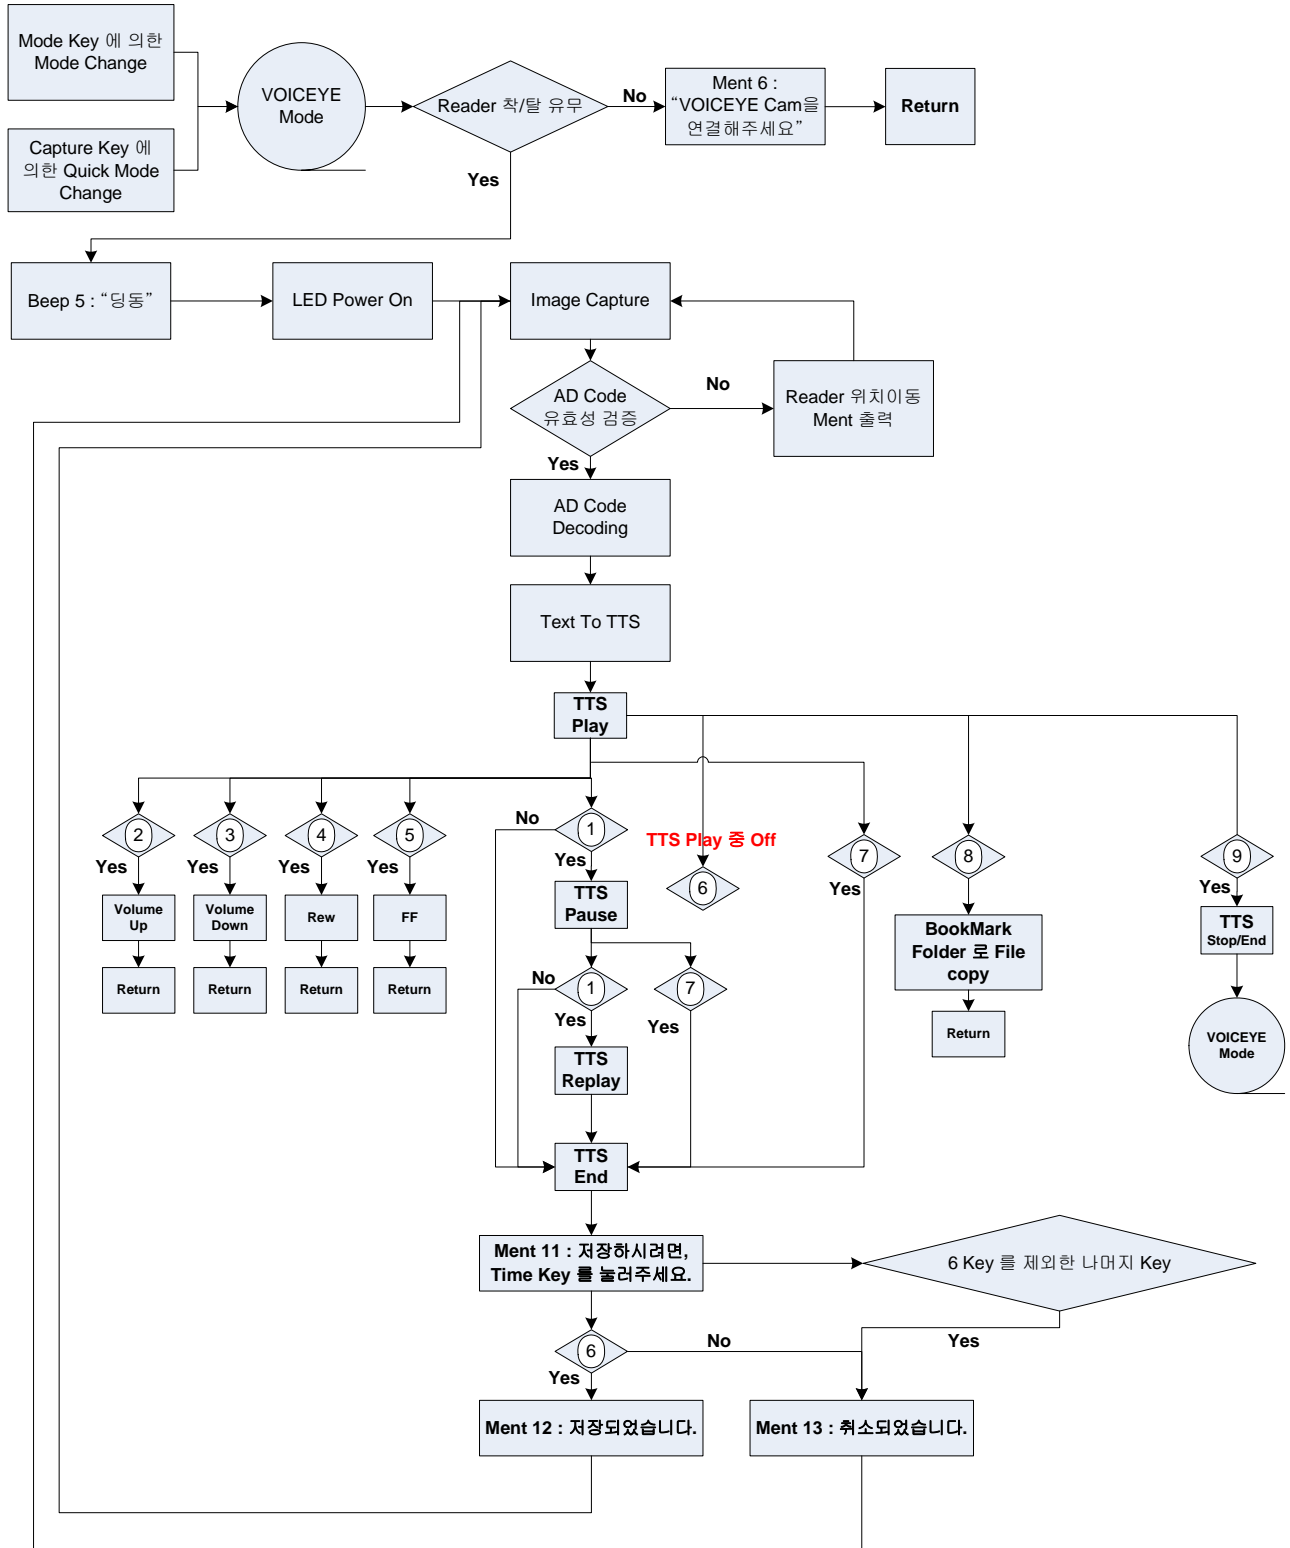 Mode Key 에 의한
Mode Change
Capture Key 에
의한 Quick Mode
Change
VOICEYE
Mode
Reader 착/탈 유무
No
Ment 6 :
“VOICEYE Cam을
연결해주세요”
Return
Yes
Beep 5 : “딩동”
LED Power On
Image Capture
AD Code
유효성 검증
No
Reader 위치이동
Ment 출력
Yes
AD Code
Decoding
Text To TTS
TTS
Play
2
Yes
Volume
Up
Return
3
Yes
Volume
Down
Return
4
Yes
Rew
Return
5
Yes
FF
Return
No
1
Yes
TTS
Pause
No
1
Yes
TTS
Replay
7
Yes
TTS
End
TTS Play 중 Off
6
7
Yes
8
BookMark
Folder 로 File
copy
Return
9
Yes
TTS
Stop/End
VOICEYE
Mode
Ment 11 : 저장하시려면,
Time Key 를 눌러주세요.
6 Key 를 제외한 나머지 Key
6
No
Yes
Yes
Ment 12 : 저장되었습니다.
Ment 13 : 취소되었습니다.